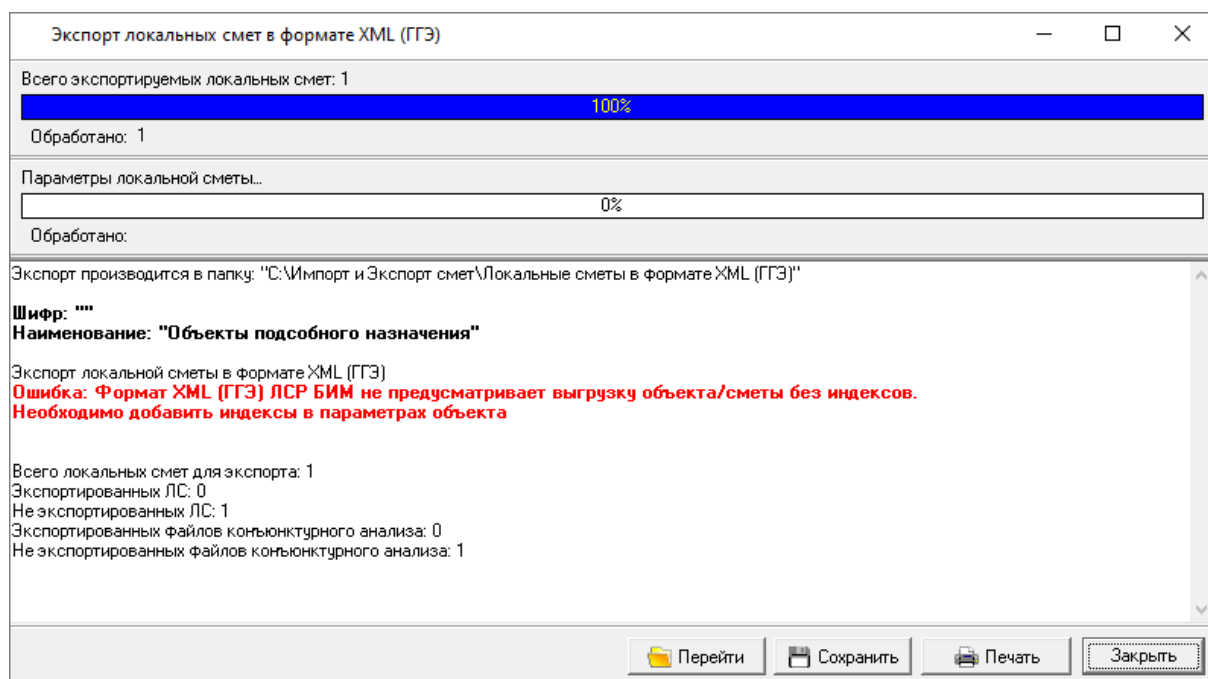 Экспорт локальных смет в формате XML (ГГЭ)
Всего экспортируемых локальных смет: 1
100%
Обработано: 1
Параметры локальной сметы...
0%
Обработано:
Экспорт производится в папку: "C:\Импорт и Экспорт смет\Локальные сметы в формате XML (ГГЭ)"
Шифр: ""
Наименование: "Объекты подсобного назначения"
Экспорт локальной сметы в формате XML (ГГЭ)
Ошибка: Формат XML (ГГЭ) ЛСР БИМ не предусматривает выгрузку объекта/сметы без индексов.
Необходимо добавить индексы в параметрах объекта
Всего локальных смет для экспорта: 1
Экспортированных ЛС: 0
Не экспортированных ЛС: 1
Экспортированных файлов конъюнктурного анализа: 0
Не экспортированных файлов конъюнктурного анализа: 1
Перейти Сохранить Печать Закрыть